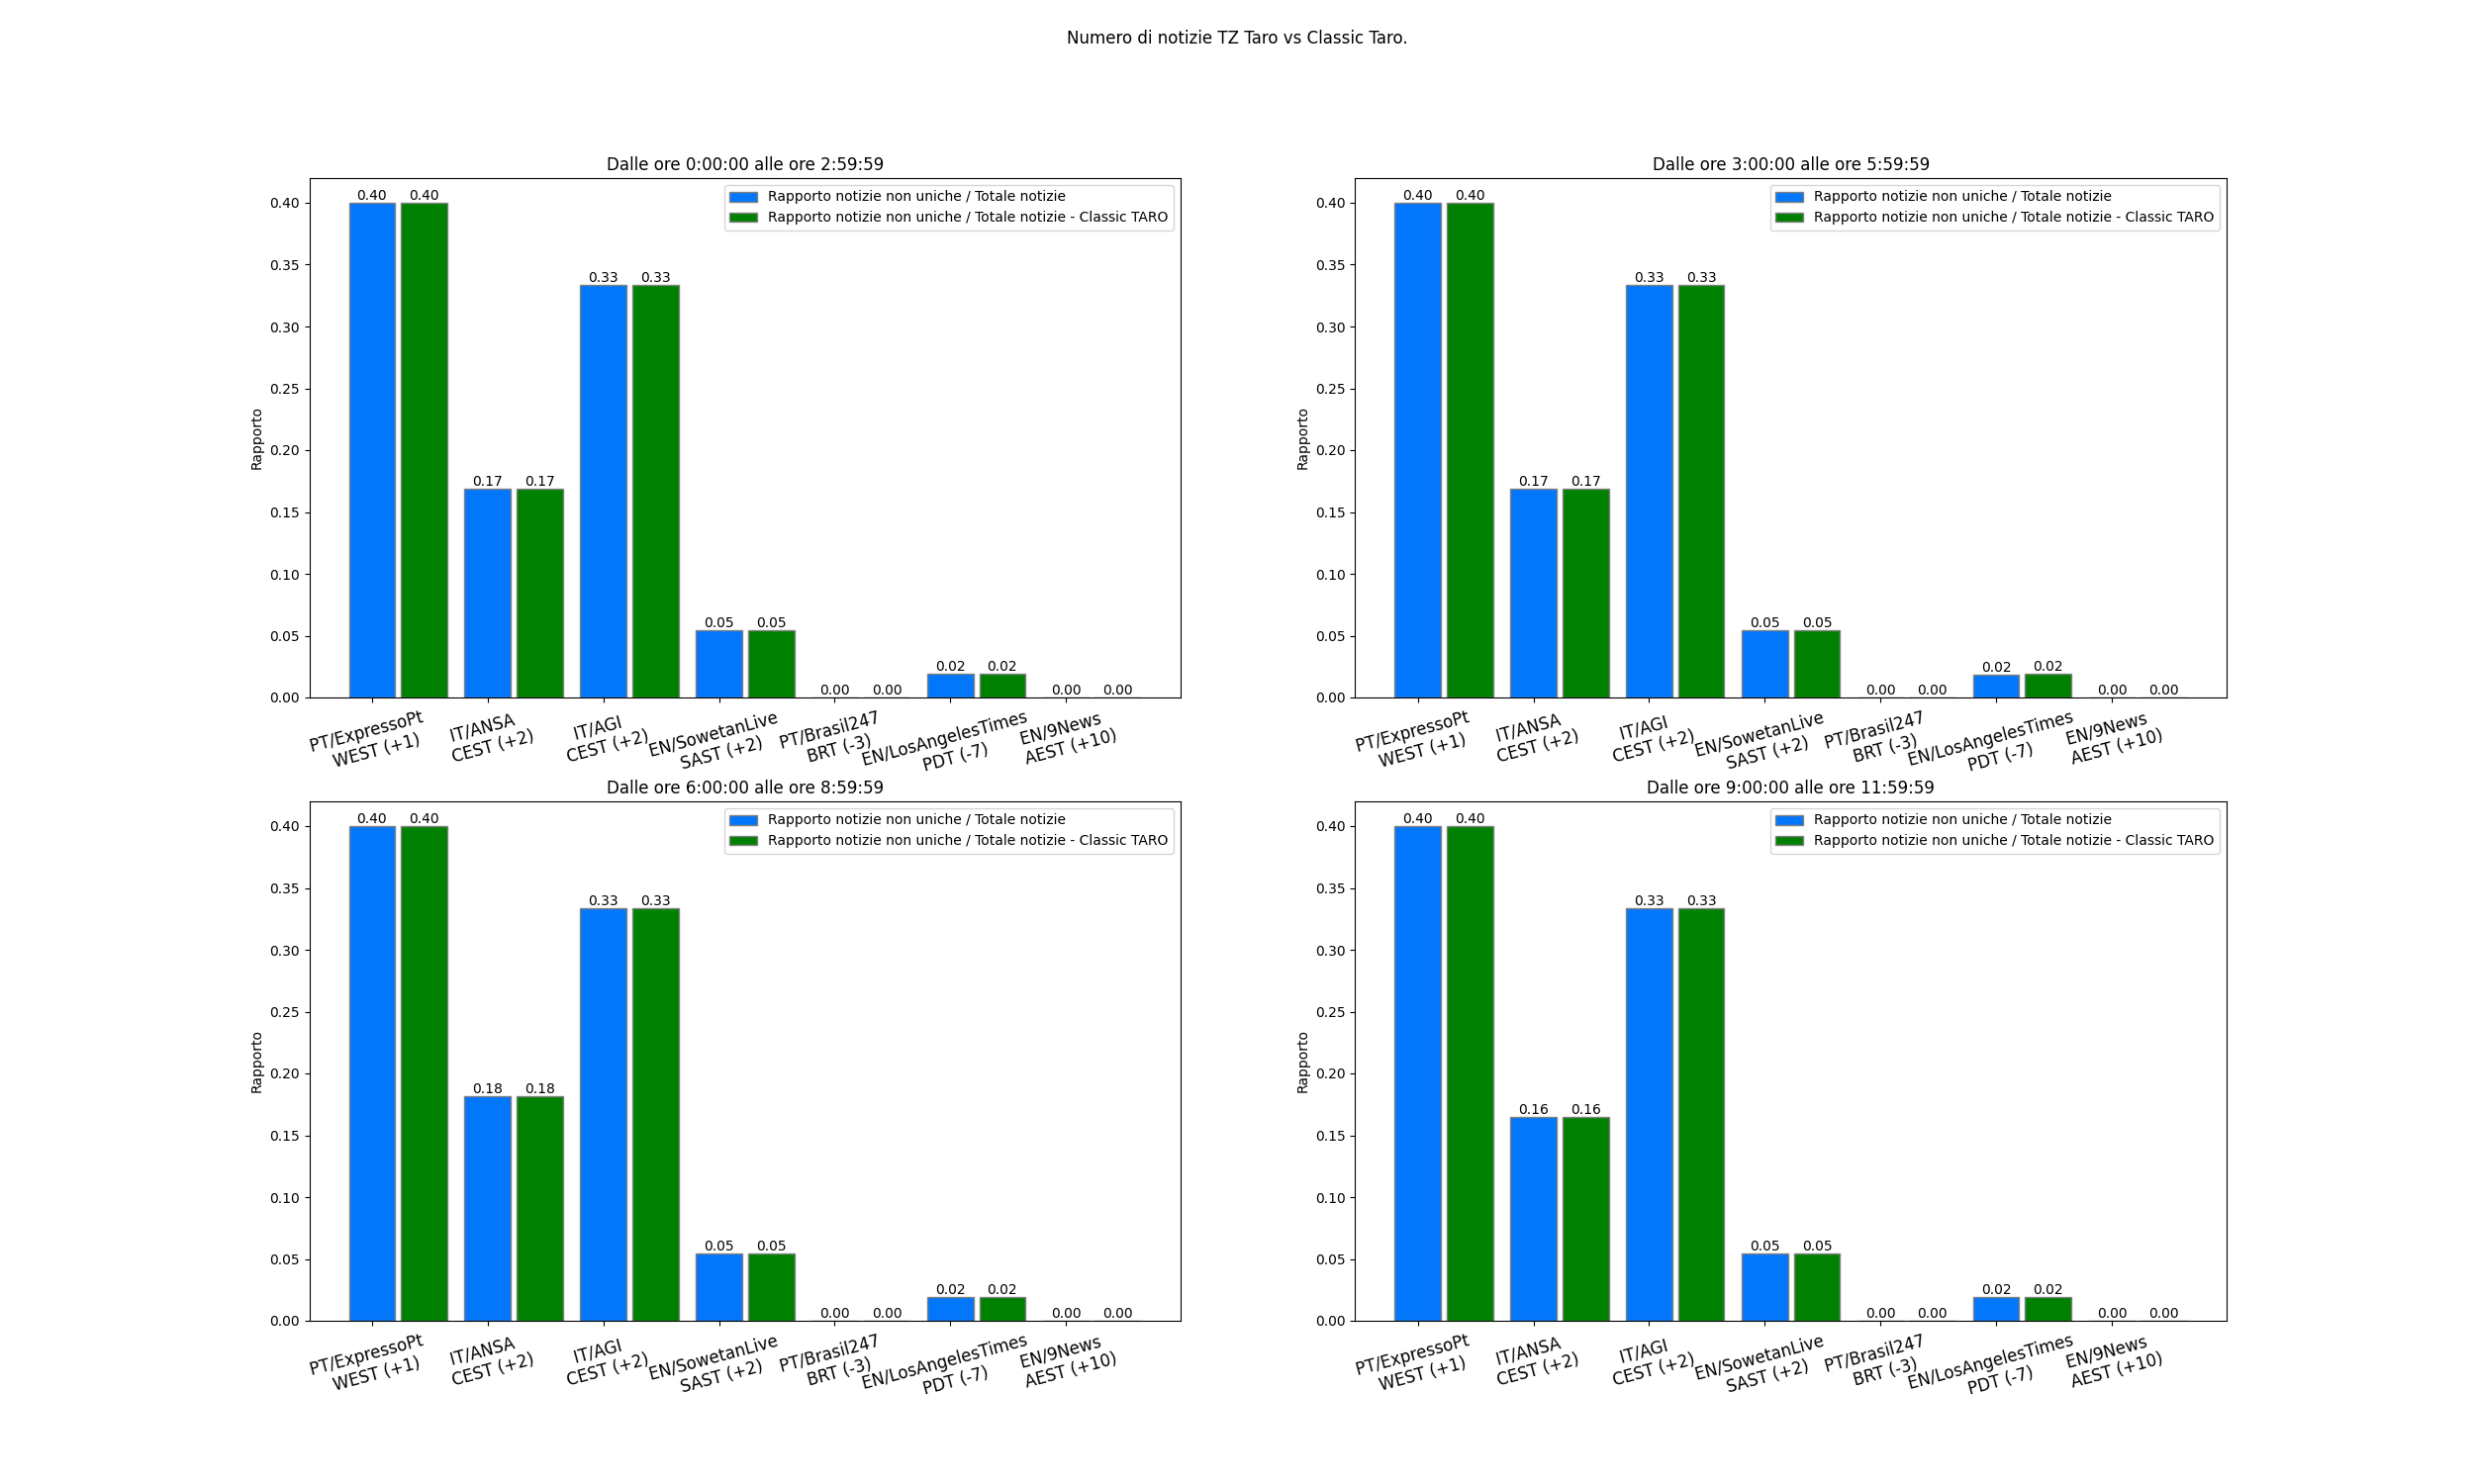 Numero di notizie TZ Taro vs Classic Taro.
Dalle ore 0:00:00 alle ore 2:59:59
Rapporto notizie non uniche / Totale notizie
Rapporto notizie non uniche / Totale notizie - Classic TARO
Rapporto
0.40
0.35
0.30
0.25
0.20
0.15
0.10
0.05
0.00
0.40 0.40
0.17 0.17
0.33 0.33
0.05 0.05
0.00 0.00
0.02 0.02
0.00 0.00
PT/ExpressoPt
WEST (+1)
IT/ANSA
CEST (+2)
IT/AGI
CEST (+2)
EN/SowetanLive
SAST (+2)
PT/Brasil247
BRT (-3)
EN/LosAngelesTimes
PDT (-7)
EN/9News
AEST (+10)
Dalle ore 3:00:00 alle ore 5:59:59
Rapporto notizie non uniche / Totale notizie
Rapporto notizie non uniche / Totale notizie - Classic TARO
Rapporto
0.40
0.35
0.30
0.25
0.20
0.15
0.10
0.05
0.00
0.40 0.40
0.17 0.17
0.33 0.33
0.05 0.05
0.00 0.00
0.02 0.02
0.00 0.00
PT/ExpressoPt
WEST (+1)
IT/ANSA
CEST (+2)
IT/AGI
CEST (+2)
EN/SowetanLive
SAST (+2)
PT/Brasil247
BRT (-3)
EN/LosAngelesTimes
PDT (-7)
EN/9News
AEST (+10)
Dalle ore 6:00:00 alle ore 8:59:59
Rapporto notizie non uniche / Totale notizie
Rapporto notizie non uniche / Totale notizie - Classic TARO
Rapporto
0.40
0.35
0.30
0.25
0.20
0.15
0.10
0.05
0.00
0.40 0.40
0.18 0.18
0.33 0.33
0.05 0.05
0.00 0.00
0.02 0.02
0.00 0.00
PT/ExpressoPt
WEST (+1)
IT/ANSA
CEST (+2)
IT/AGI
CEST (+2)
EN/SowetanLive
SAST (+2)
PT/Brasil247
BRT (-3)
EN/LosAngelesTimes
PDT (-7)
EN/9News
AEST (+10)
Dalle ore 9:00:00 alle ore 11:59:59
Rapporto notizie non uniche / Totale notizie
Rapporto notizie non uniche / Totale notizie - Classic TARO
Rapporto
0.40
0.35
0.30
0.25
0.20
0.15
0.10
0.05
0.00
0.40 0.40
0.16 0.16
0.33 0.33
0.05 0.05
0.00 0.00
0.02 0.02
0.00 0.00
PT/ExpressoPt
WEST (+1)
IT/ANSA
CEST (+2)
IT/AGI
CEST (+2)
EN/SowetanLive
SAST (+2)
PT/Brasil247
BRT (-3)
EN/LosAngelesTimes
PDT (-7)
EN/9News
AEST (+10)